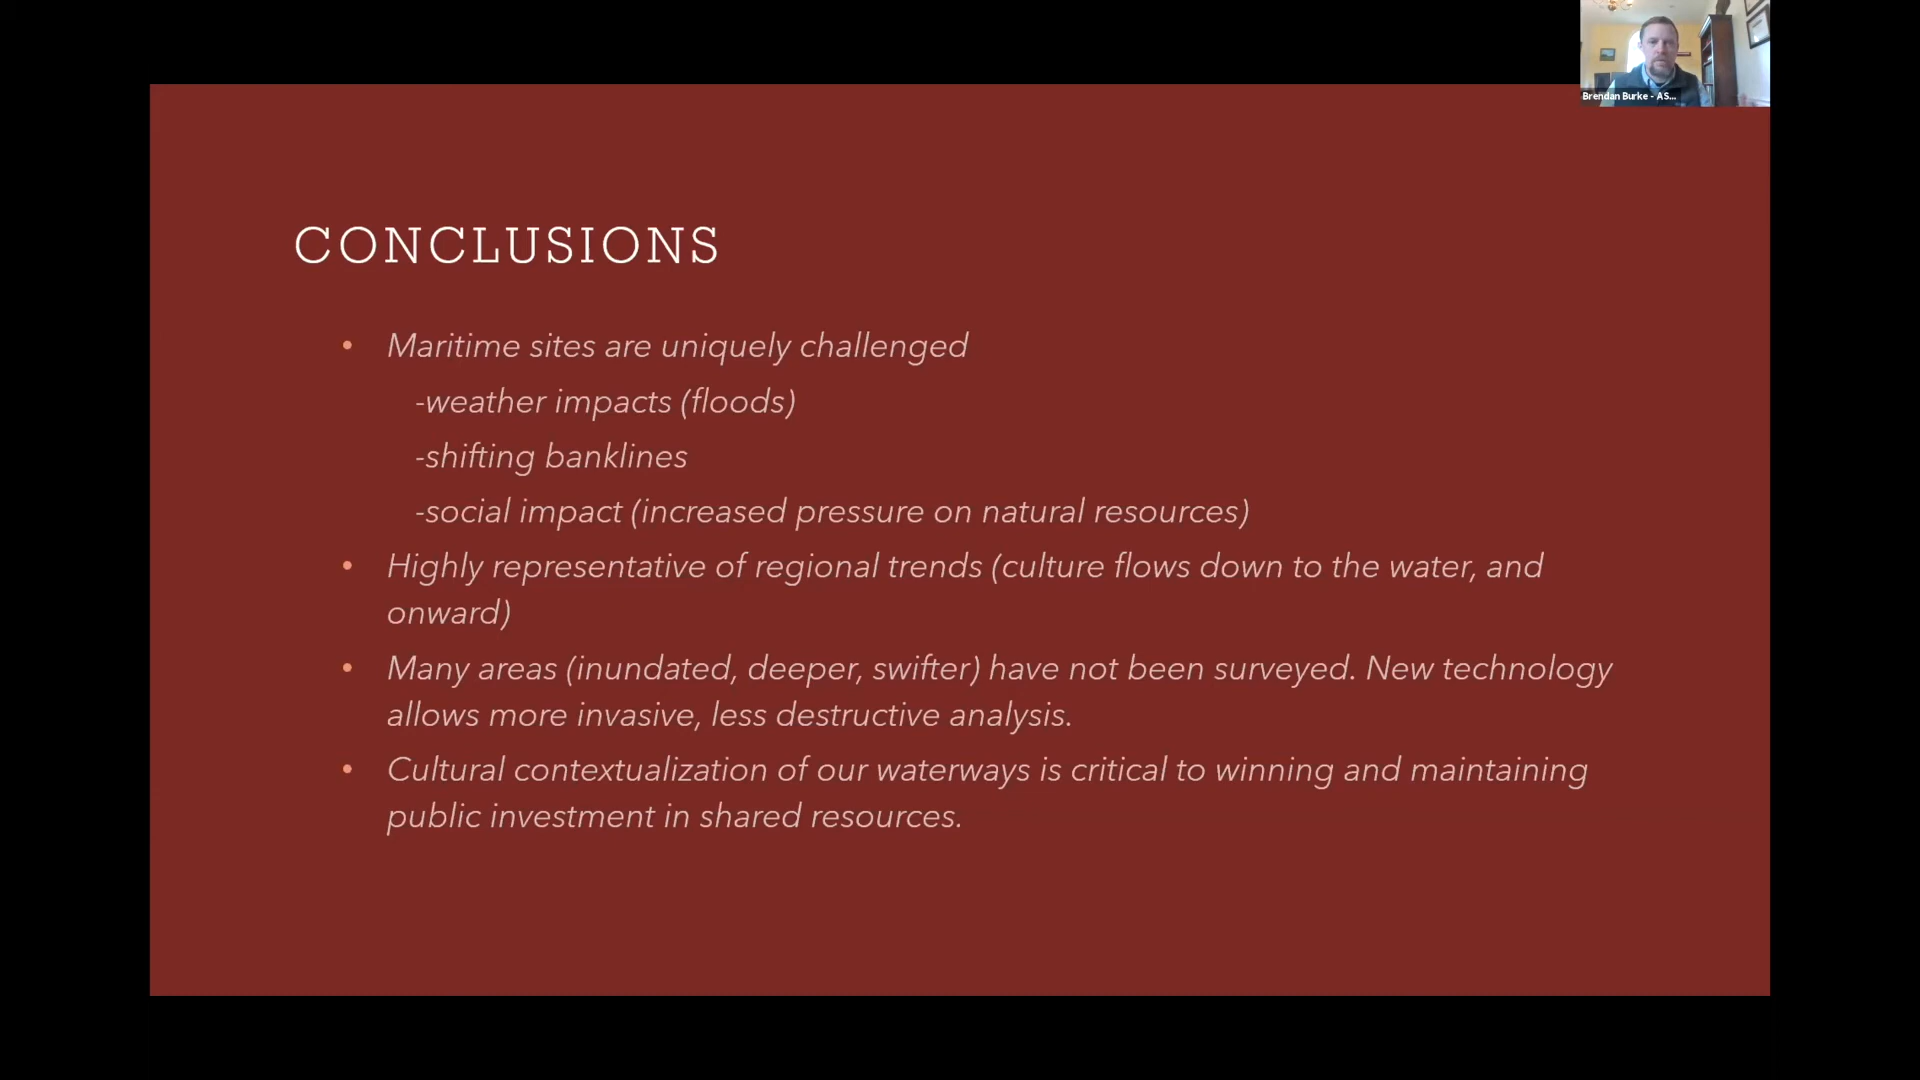 Brendan Burke - AS...
CONCLUSIONS
• Maritime sites are uniquely challenged
-weather impacts (floods)
-shifting banklines
-social impact (increased pressure on natural resources)
• Highly representative of regional trends (culture flows down to the water, and
onward)
• Many areas (inundated, deeper, swifter) have not been surveyed. New technology
allows more invasive, less destructive analysis.
• Cultural contextualization of our waterways is critical to winning and maintaining
public investment in shared resources.